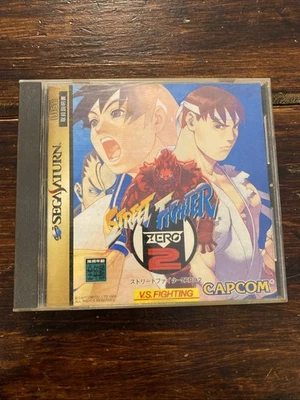 SEGA SATURN
STREET FIGHTER
ZERO
2
ストリートファイターZERO2
V.S. FIGHTING
CAPCOM